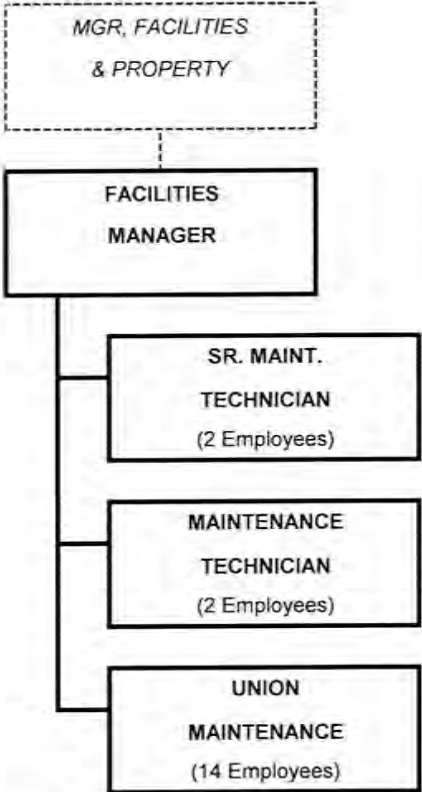 MGR, FACILITIES
& PROPERTY
FACILITIES
MANAGER
SR. MAINT.
TECHNICIAN
(2 Employees)
MAINTENANCE
TECHNICIAN
(2 Employees)
UNION
MAINTENANCE
(14 Employees)